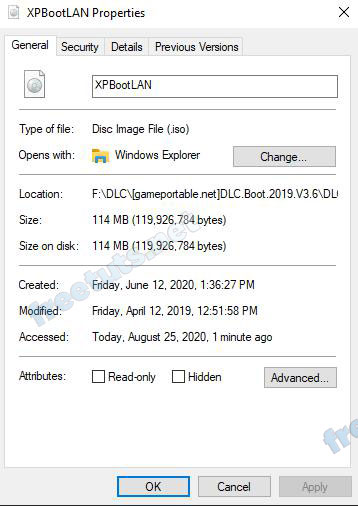 XPBootLAN Properties
General Security Details Previous Versions
XPBootLAN
Type of file: Disc Image File (.iso)
Opens with: Windows Explorer Change...
Location: F:\DLC\[gameportable.net]DLC.Boot.2019.V3.6\DLC
Size: 114 MB (119,926,784 bytes)
Size on disk: 114 MB (119,926,784 bytes)
Created: Friday, June 12, 2020, 1:36:27 PM
Modified: Friday, April 12, 2019, 12:51:58 PM
Accessed: Today, August 25, 2020, 1 minute ago
Attributes: Read-only Hidden Advanced...
OK Cancel Apply
freetuts.net
freetu